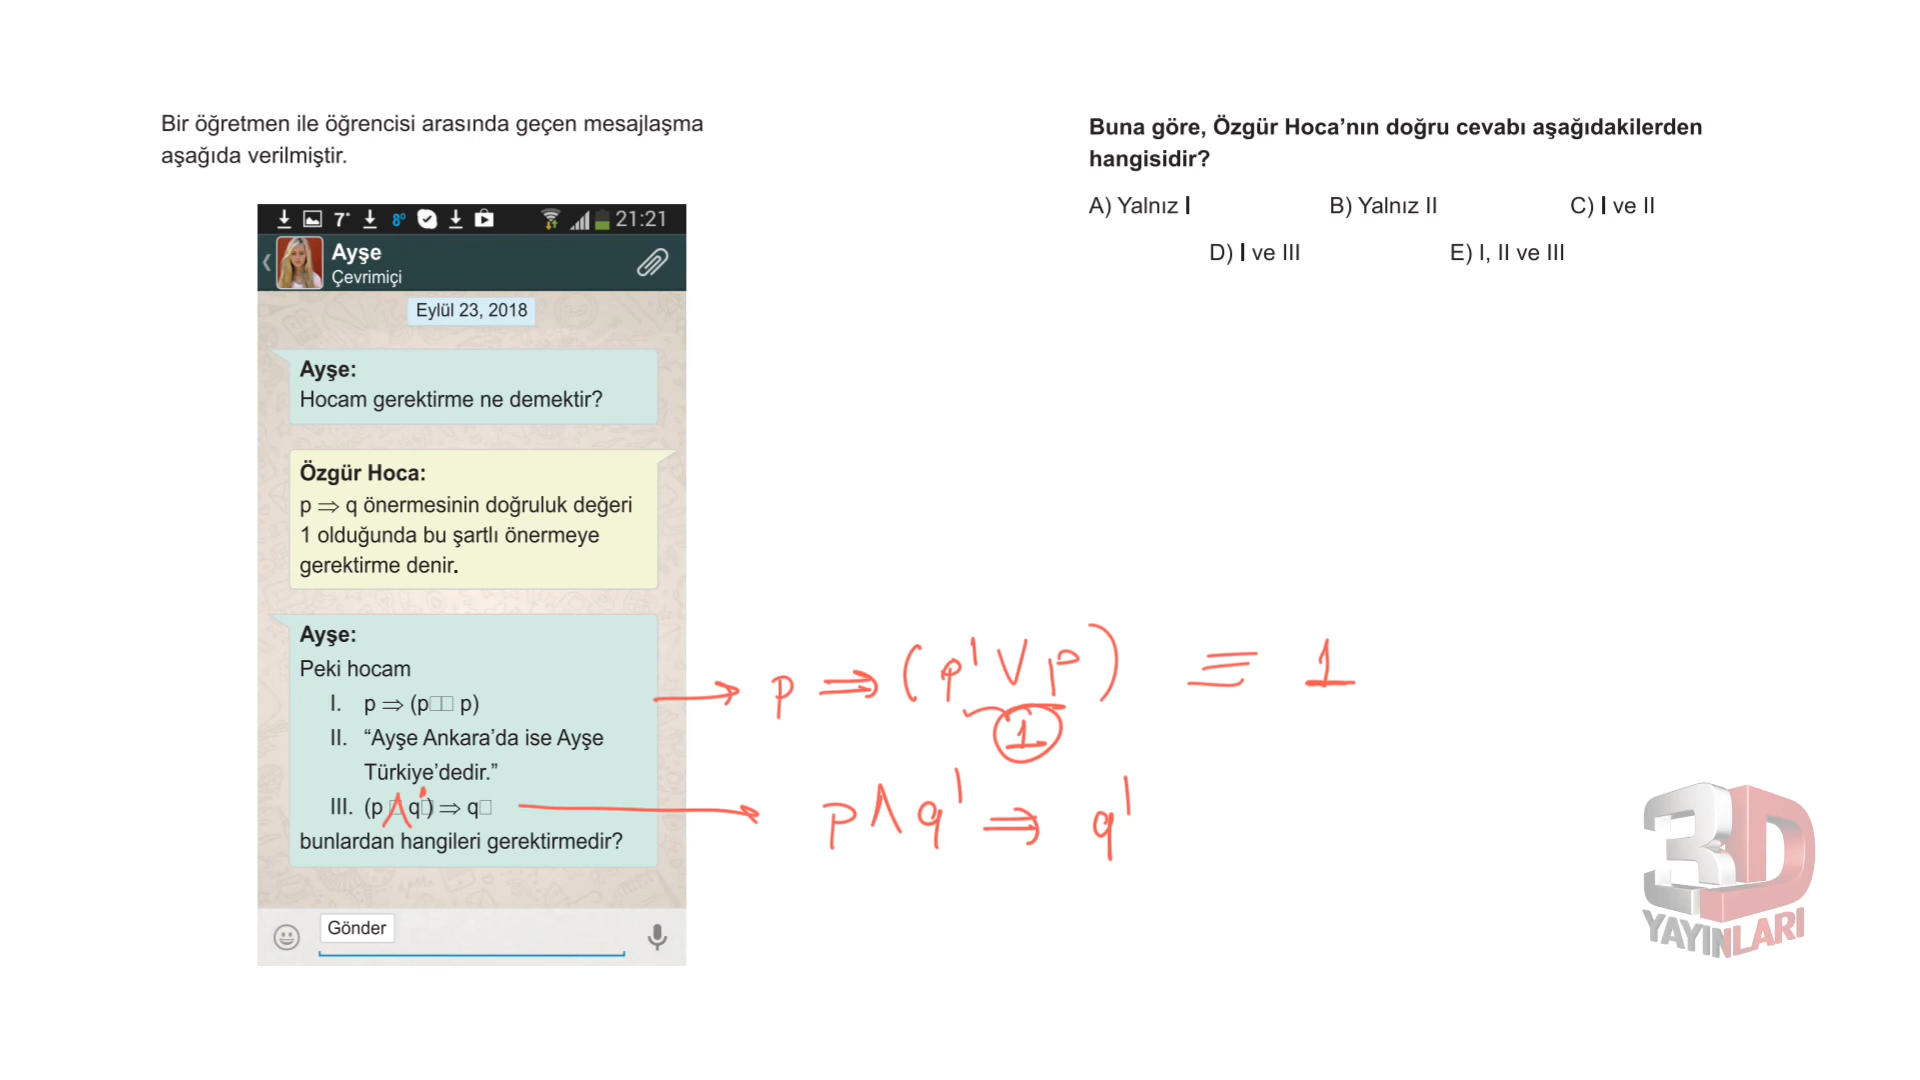 Bir öğretmen ile öğrencisi arasında geçen mesajlaşma
aşağıda verilmiştir.
7° 8° 21:21
Ayşe
Çevrimiçi
Eylül 23, 2018
Ayşe:
Hocam gerektirme ne demektir?
Özgür Hoca:
p ⇒ q önermesinin doğruluk değeri
1 olduğunda bu şartlı önermeye
gerektirme denir.
Ayşe:
Peki hocam
I. p ⇒ (p□□ p)
II. “Ayşe Ankara’da ise Ayşe
Türkiye’dedir.”
III. (p ∧ q') ⇒ q□
bunlardan hangileri gerektirmedir?
Gönder
p ⇒ (p' ∨ p) ≡ 1
1
p ∧ q' ⇒ q'
Buna göre, Özgür Hoca’nın doğru cevabı aşağıdakilerden
hangisidir?
A) Yalnız I B) Yalnız II C) I ve II
D) I ve III E) I, II ve III
3D
YAYINLARI